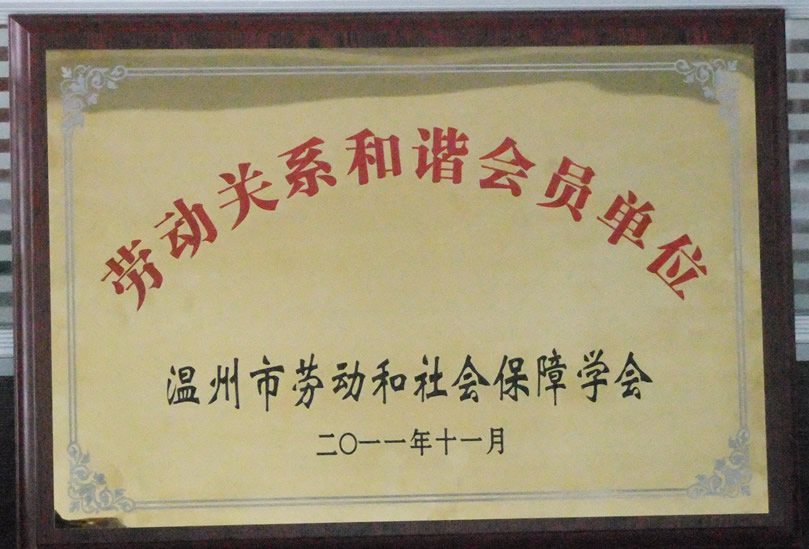 劳动关系和谐会员单位
温州市劳动和社会保障学会
二〇一一年十一月